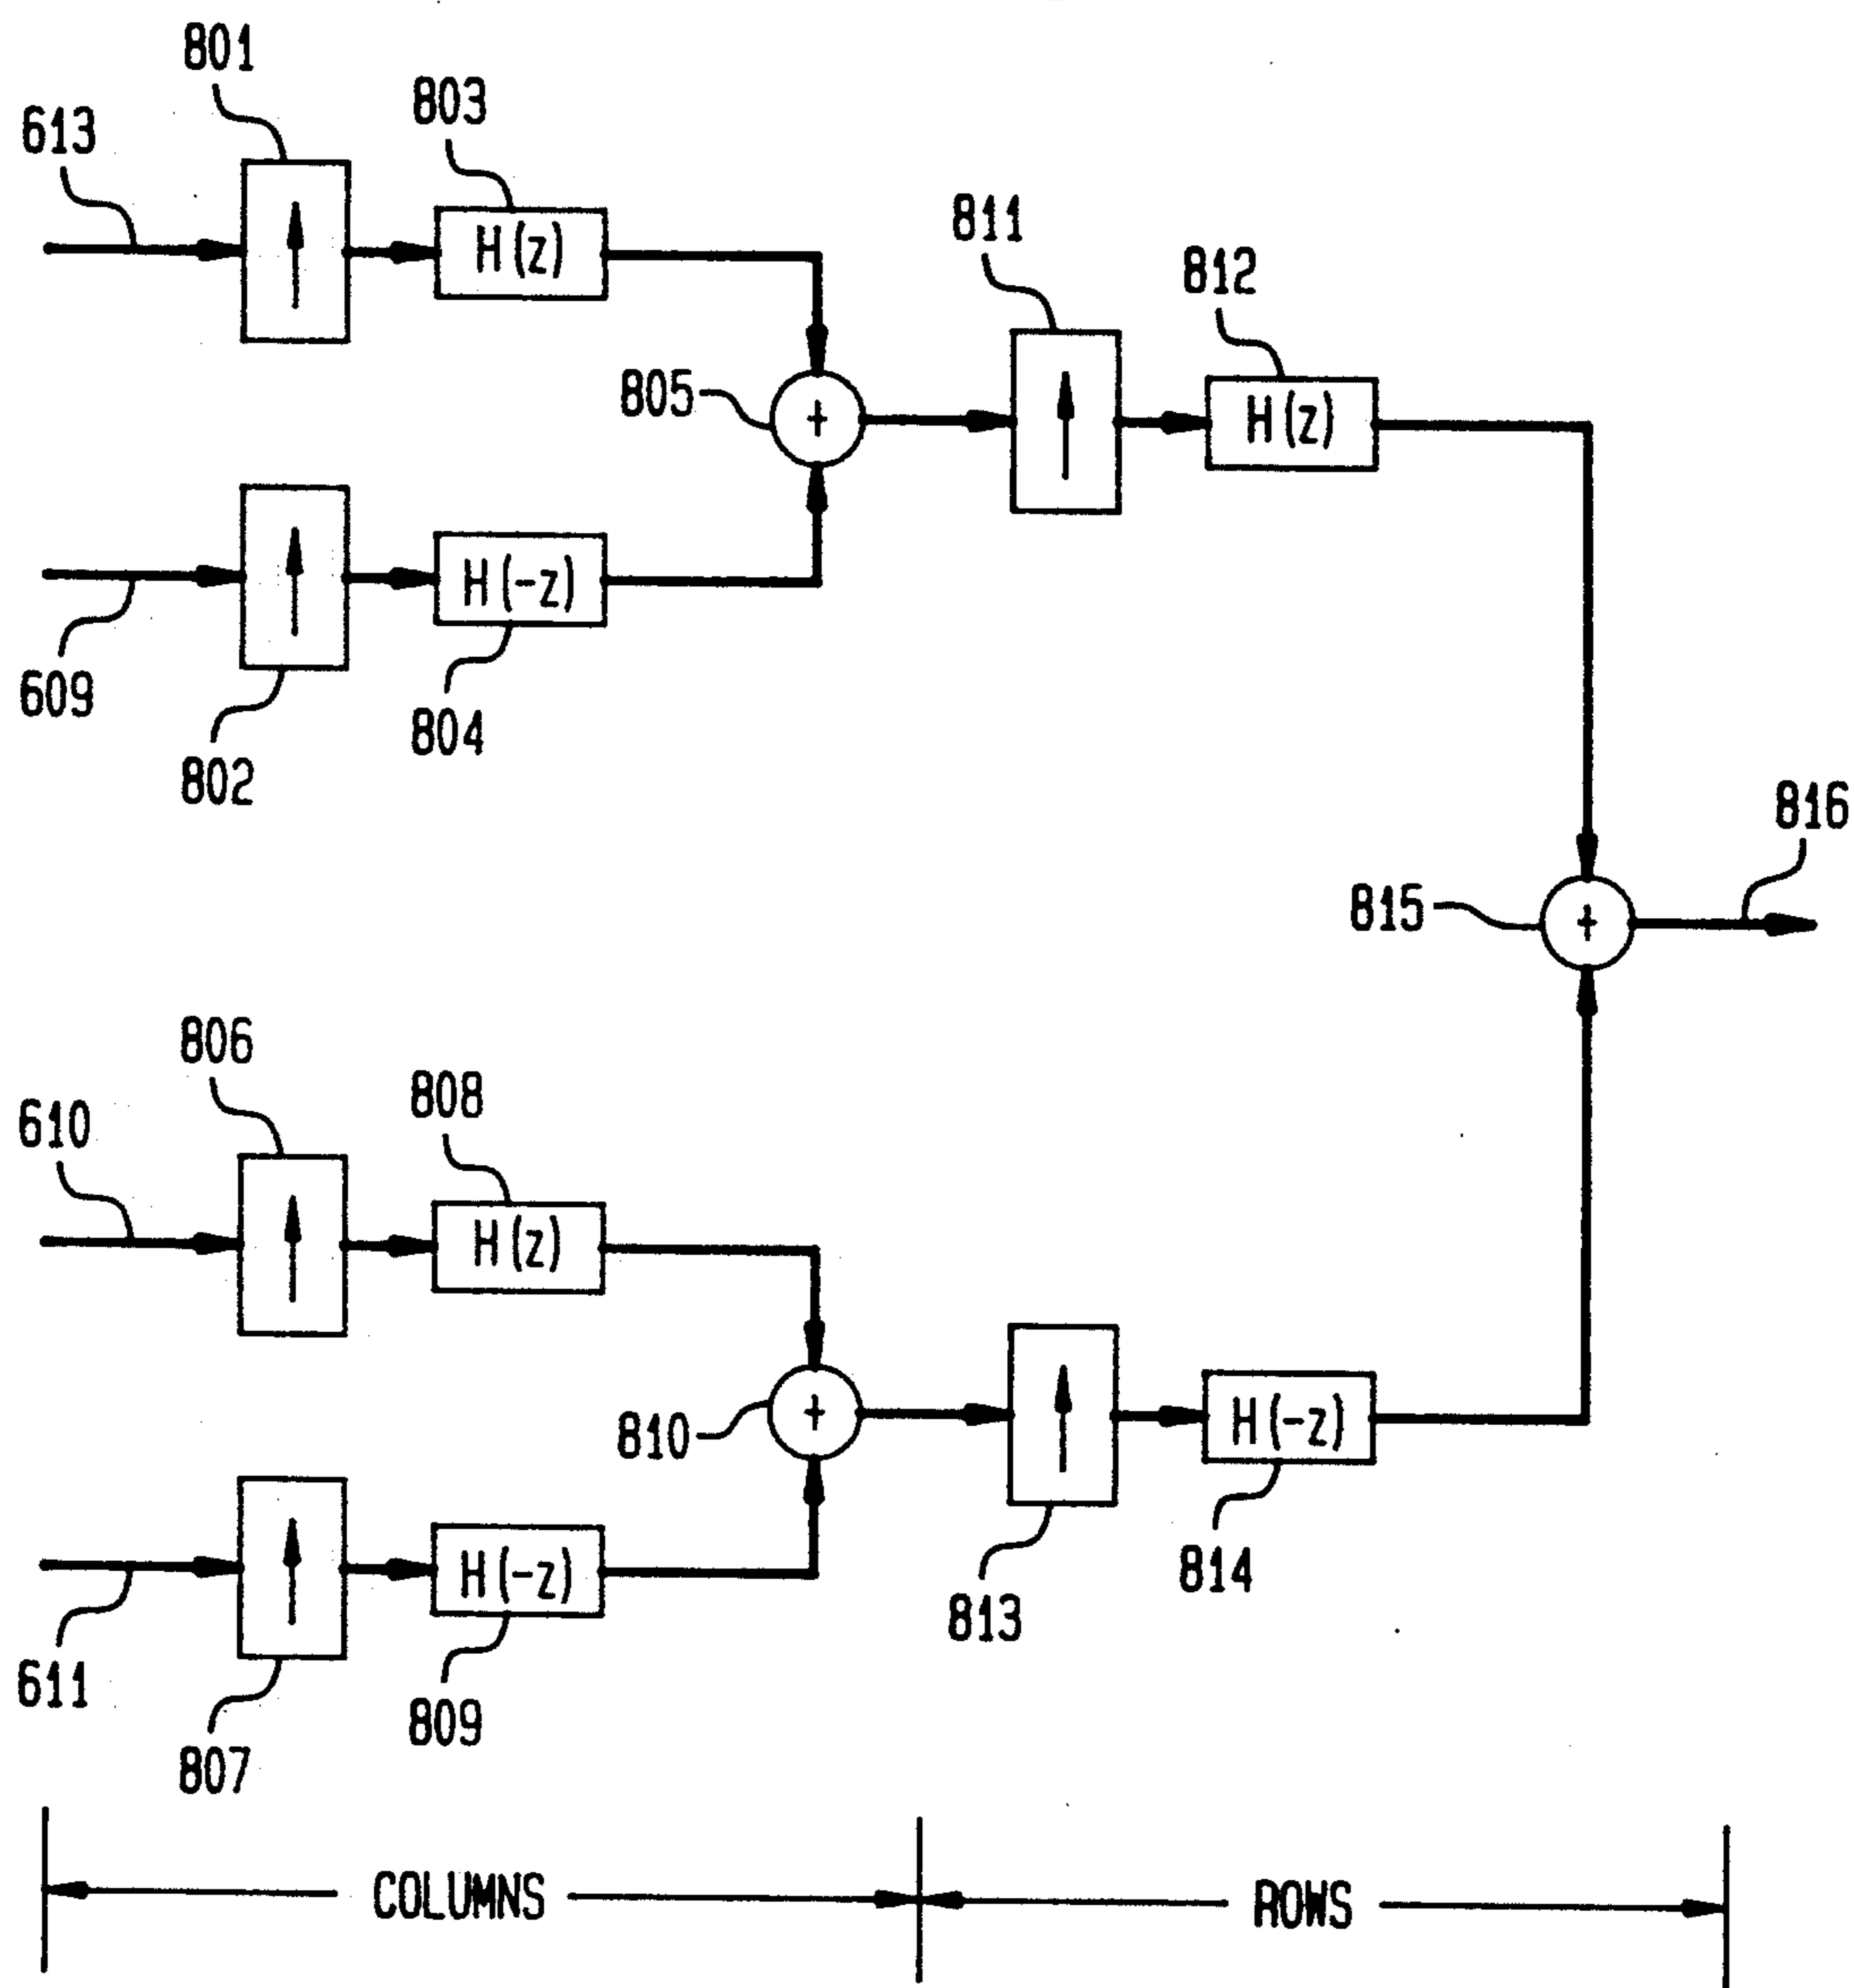 801
613
803
H(z)
811
812
H(z)
805
+
H(-z)
609
804
802
816
815
+
806
808
610
H(z)
810
+
H(-z)
814
813
H(-z)
611
809
807
COLUMNS
ROWS